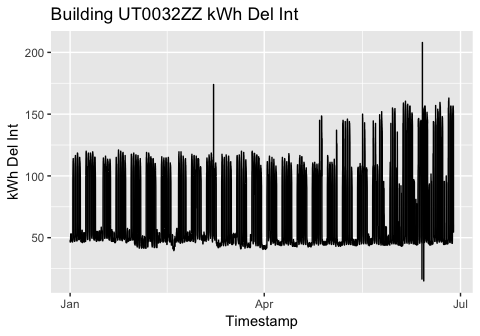 Building UT0032ZZ kWh Del Int
200
150
100
50
kWh Del Int
Jan
Apr
Jul
Timestamp